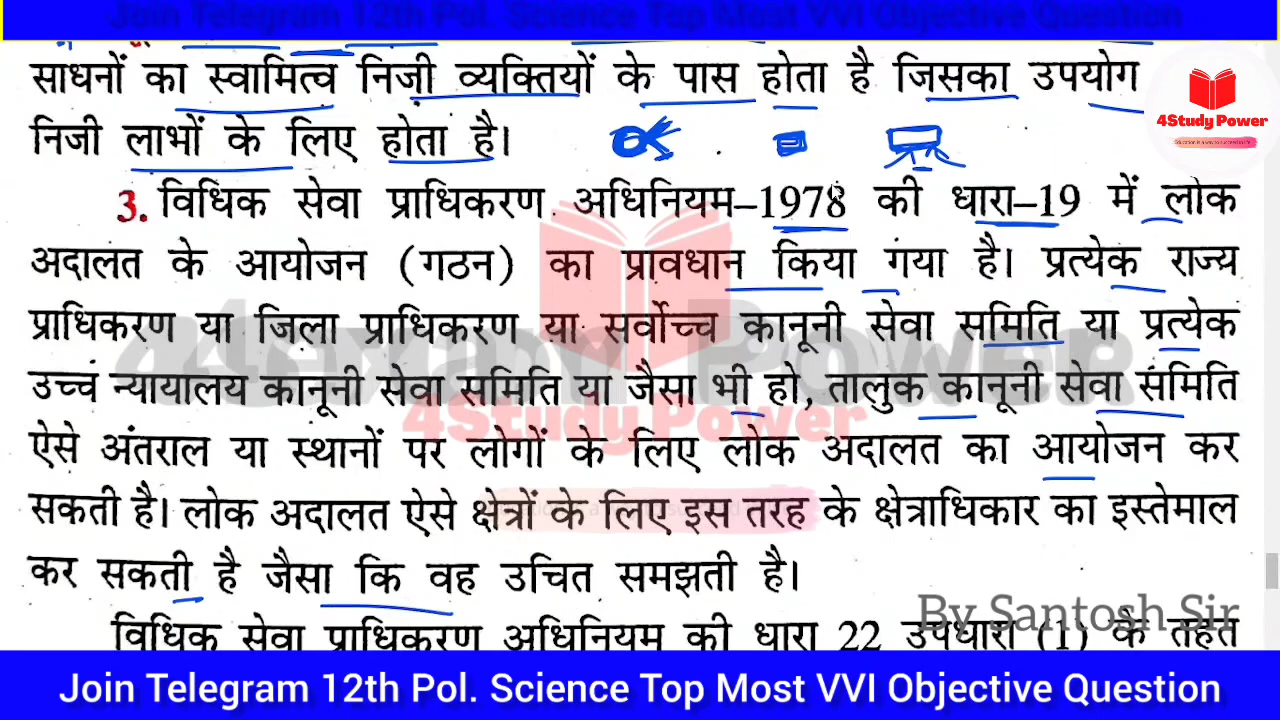 Join Telegram 12th Pol. Science Top Most VVI Objective Question
साधनों का स्वामित्व निजी व्यक्तियों के पास होता है जिसका उपयोग
निजी लाभों के लिए होता है।
4Study Power
3. विधिक सेवा प्राधिकरण अधिनियम–1978 की धारा–19 में लोक
अदालत के आयोजन (गठन) का प्रावधान किया गया है। प्रत्येक राज्य
प्राधिकरण या जिला प्राधिकरण या सर्वोच्च कानूनी सेवा समिति या प्रत्येक
उच्च न्यायालय कानूनी सेवा समिति या जैसा भी हो, तालुक कानूनी सेवा समिति
4Study Power
ऐसे अंतराल या स्थानों पर लोगों के लिए लोक अदालत का आयोजन कर
सकती है। लोक अदालत ऐसे क्षेत्रों के लिए इस तरह के क्षेत्राधिकार का इस्तेमाल
कर सकती है जैसा कि वह उचित समझती है।
By Santosh Sir
विधिक सेवा प्राधिकरण अधिनियम की धारा 22 उपधारा (1) के तहत
Join Telegram 12th Pol. Science Top Most VVI Objective Question